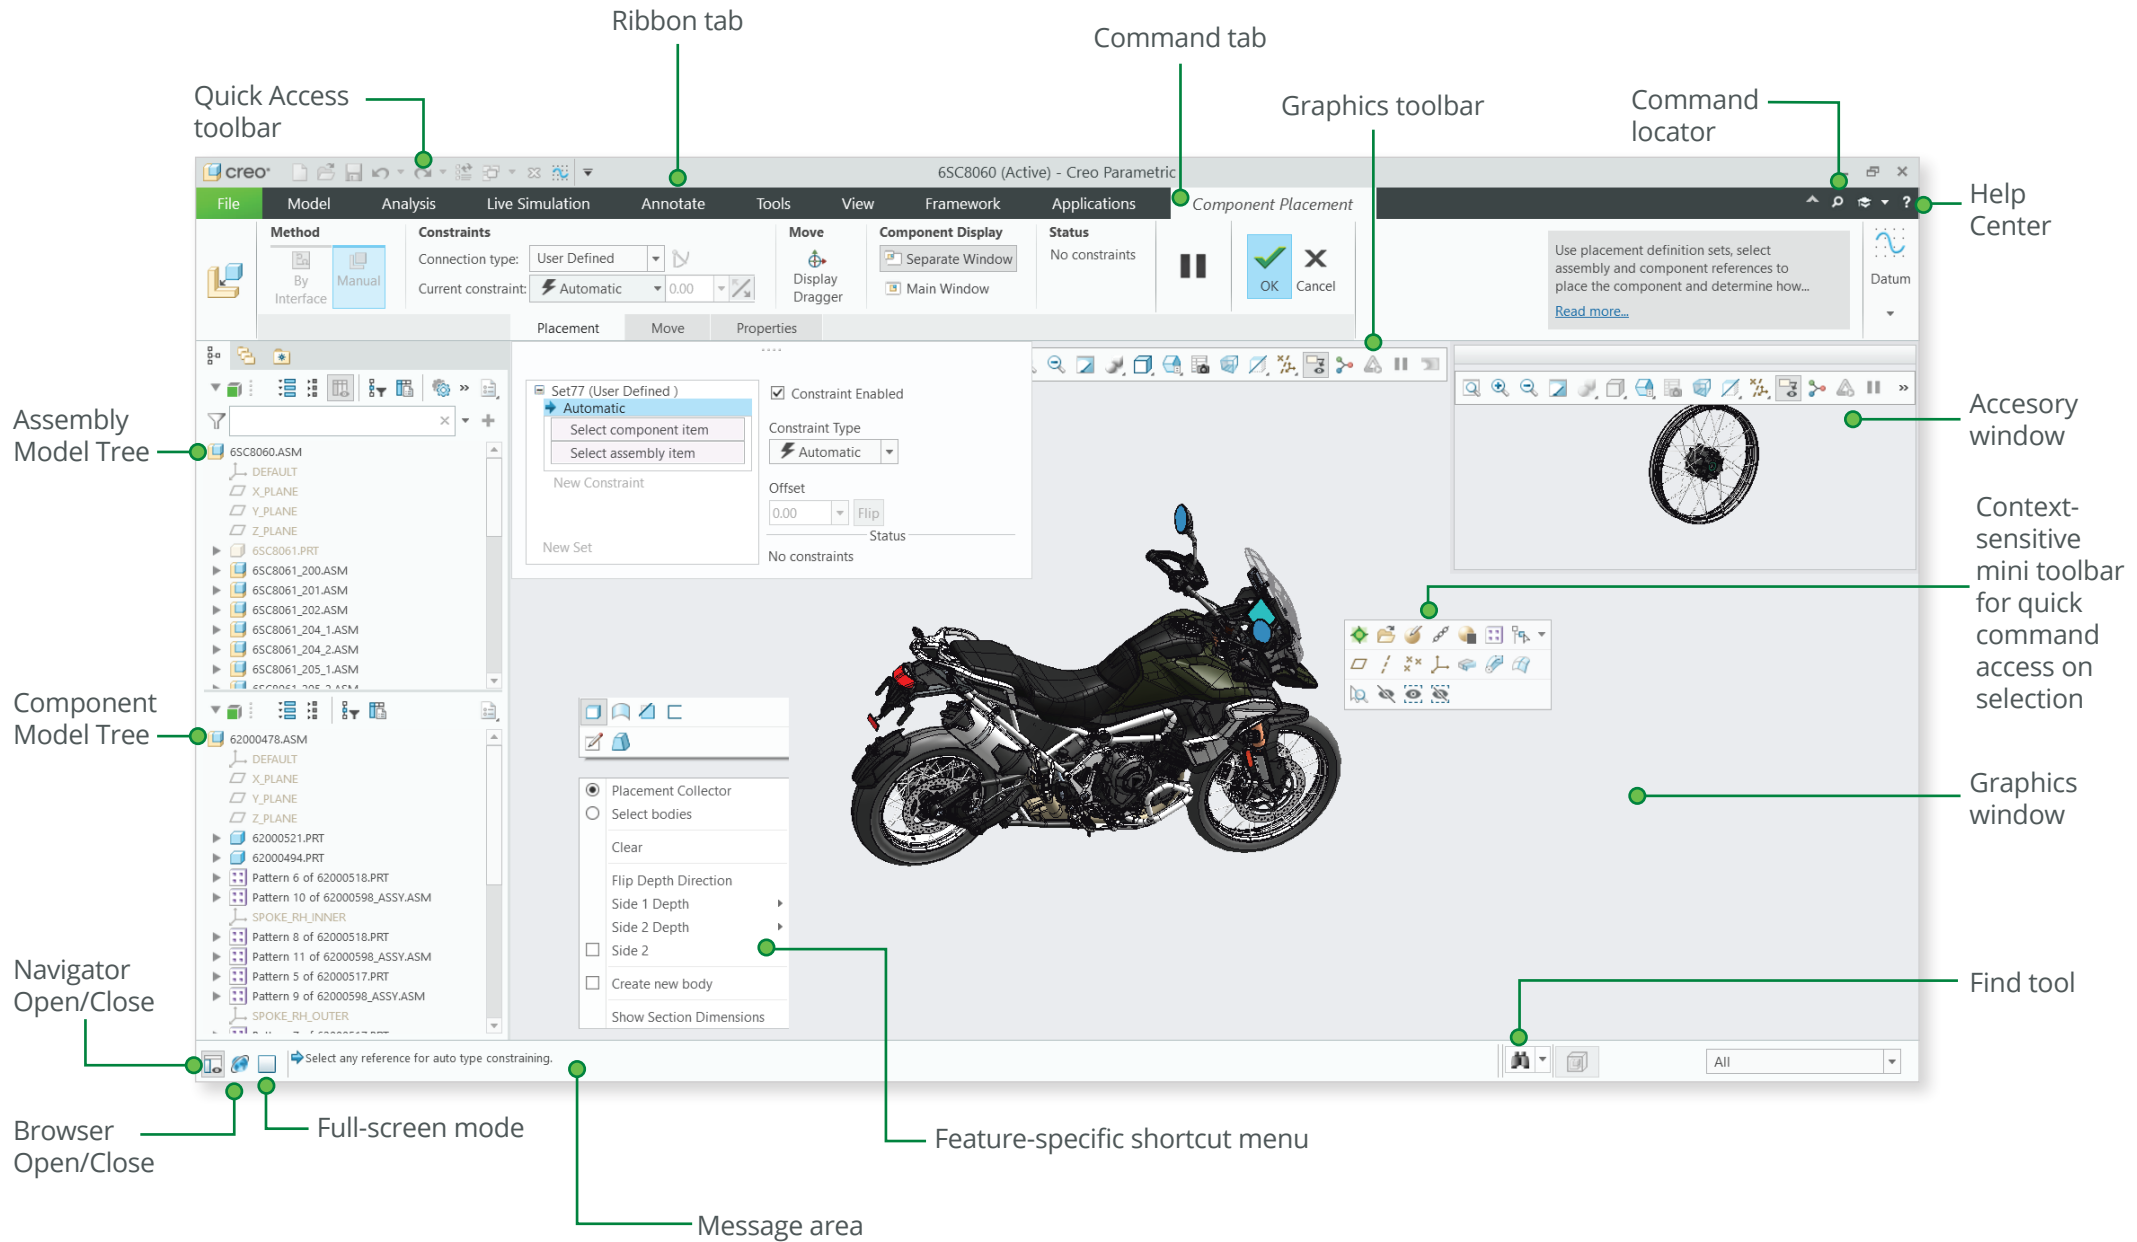 Ribbon tab
Command tab
Quick Access
toolbar
Graphics toolbar
Command
locator
creo
6SC8060 (Active) - Creo Parametric
File
Model
Analysis
Live Simulation
Annotate
Tools
View
Framework
Applications
Component Placement
?
Help
Center
Method
By
Interface
Manual
Constraints
Connection type:
User Defined
Current constraint:
Automatic
0.00
Move
Display
Dragger
Component Display
Separate Window
Main Window
Status
No constraints
OK
Cancel
Use placement definition sets, select
assembly and component references to
place the component and determine how...
Read more...
Datum
Placement
Move
Properties
Set77 (User Defined )
Automatic
Select component item
Select assembly item
New Constraint
New Set
Constraint Enabled
Constraint Type
Automatic
Offset
0.00
Flip
Status
No constraints
Assembly
Model Tree
6SC8060.ASM
DEFAULT
X_PLANE
Y_PLANE
Z_PLANE
6SC8061.PRT
6SC8061_200.ASM
6SC8061_201.ASM
6SC8061_202.ASM
6SC8061_204_1.ASM
6SC8061_204_2.ASM
6SC8061_205_1.ASM
Accesory
window
Context-
sensitive
mini toolbar
for quick
command
access on
selection
Component
Model Tree
62000478.ASM
DEFAULT
X_PLANE
Y_PLANE
Z_PLANE
62000521.PRT
62000494.PRT
Pattern 6 of 62000518.PRT
Pattern 10 of 62000598_ASSY.ASM
SPOKE_RH_INNER
Pattern 8 of 62000518.PRT
Pattern 11 of 62000598_ASSY.ASM
Pattern 5 of 62000517.PRT
Pattern 9 of 62000598_ASSY.ASM
SPOKE_RH_OUTER
Placement Collector
Select bodies
Clear
Flip Depth Direction
Side 1 Depth
Side 2 Depth
Side 2
Create new body
Show Section Dimensions
Graphics
window
Navigator
Open/Close
Find tool
Select any reference for auto type constraining.
All
Browser
Open/Close
Full-screen mode
Feature-specific shortcut menu
Message area